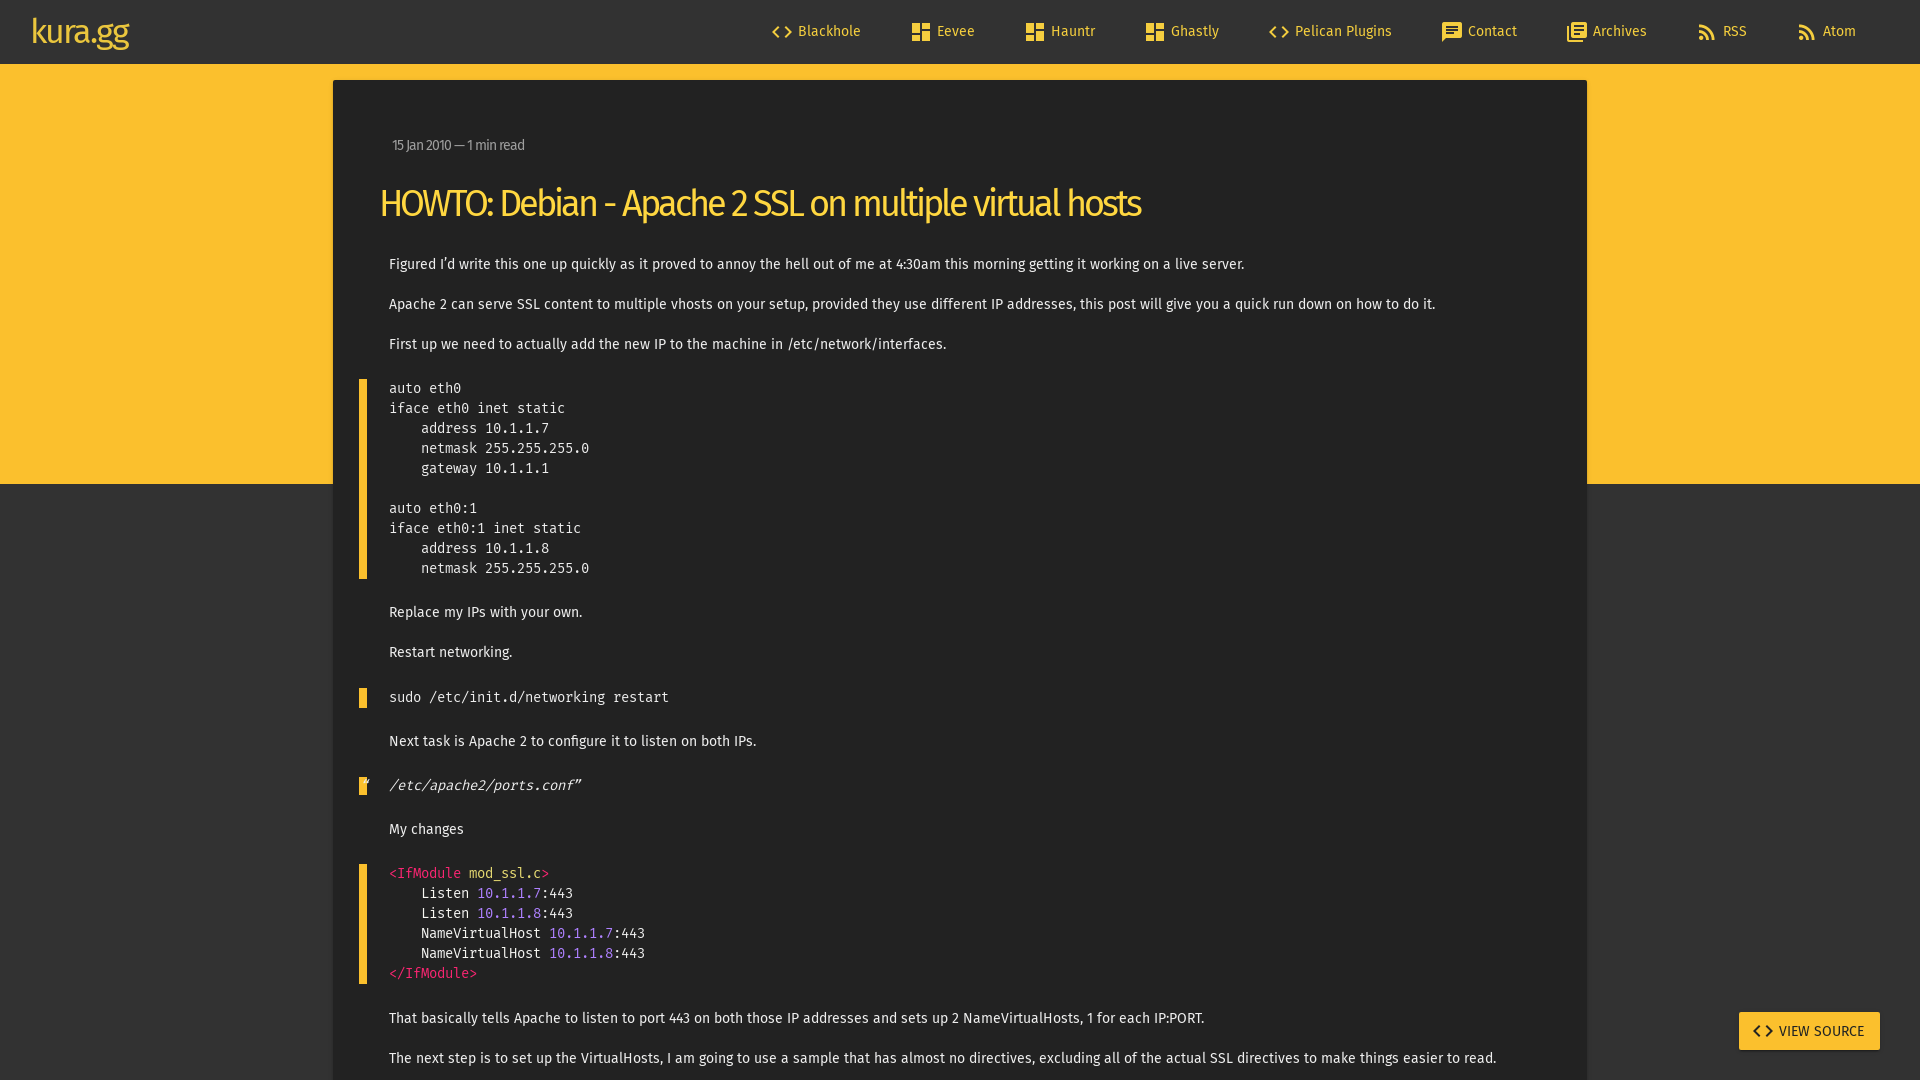 kura.gg
Blackhole
Eevee
Hauntr
Ghastly
Pelican Plugins
Contact
Archives
RSS
Atom
15 Jan 2010 — 1 min read
HOWTO: Debian - Apache 2 SSL on multiple virtual hosts
Figured I’d write this one up quickly as it proved to annoy the hell out of me at 4:30am this morning getting it working on a live server.
Apache 2 can serve SSL content to multiple vhosts on your setup, provided they use different IP addresses, this post will give you a quick run down on how to do it.
First up we need to actually add the new IP to the machine in /etc/network/interfaces.
auto eth0
iface eth0 inet static
    address 10.1.1.7
    netmask 255.255.255.0
    gateway 10.1.1.1
auto eth0:1
iface eth0:1 inet static
    address 10.1.1.8
    netmask 255.255.255.0
Replace my IPs with your own.
Restart networking.
sudo /etc/init.d/networking restart
Next task is Apache 2 to configure it to listen on both IPs.
“ /etc/apache2/ports.conf”
My changes
<IfModule mod_ssl.c>
    Listen 10.1.1.7:443
    Listen 10.1.1.8:443
    NameVirtualHost 10.1.1.7:443
    NameVirtualHost 10.1.1.8:443
</IfModule>
That basically tells Apache to listen to port 443 on both those IP addresses and sets up 2 NameVirtualHosts, 1 for each IP:PORT.
The next step is to set up the VirtualHosts, I am going to use a sample that has almost no directives, excluding all of the actual SSL directives to make things easier to read.
VIEW SOURCE